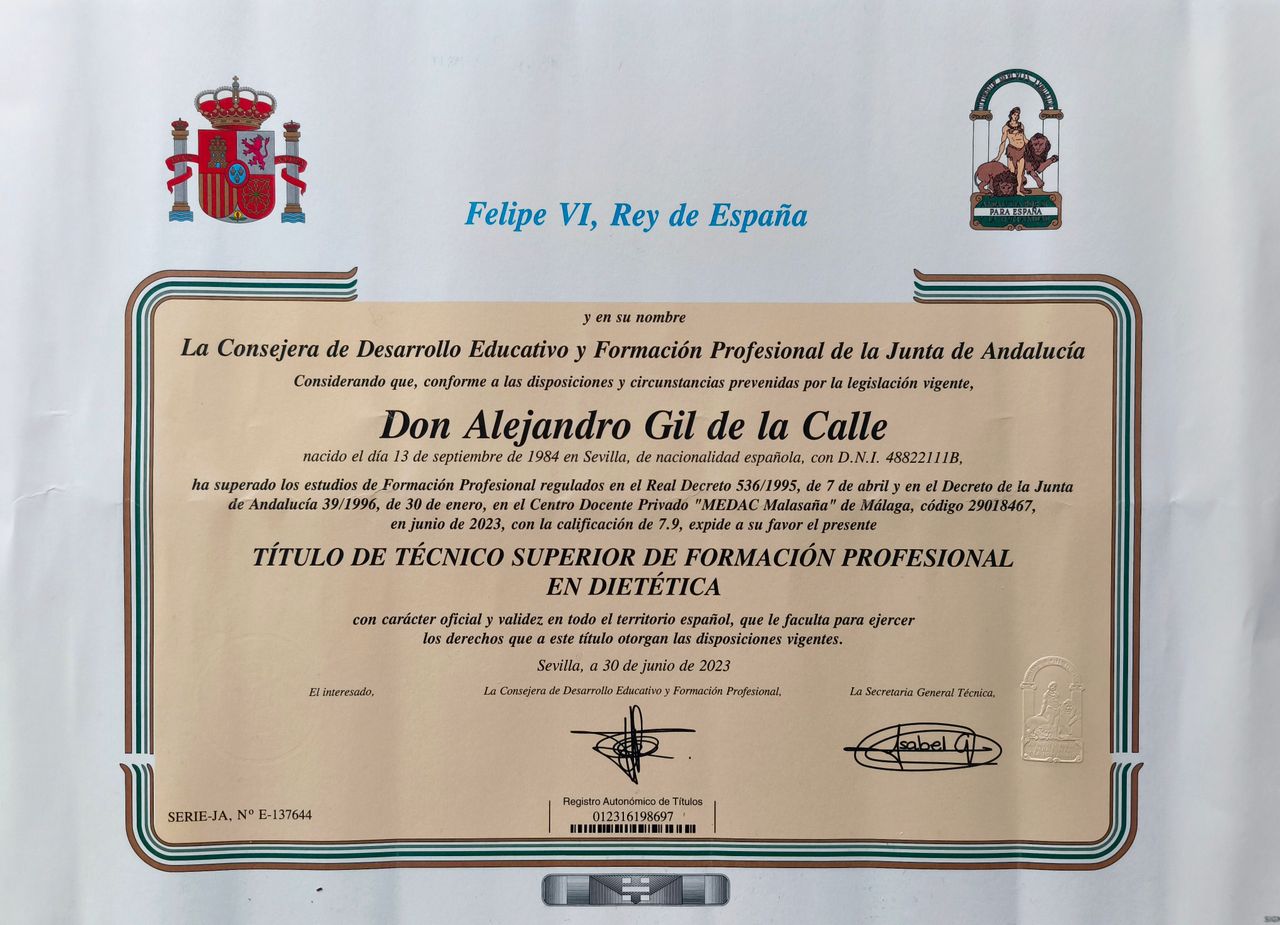 Felipe VI, Rey de España
PARA ESPAÑA
y en su nombre
La Consejera de Desarrollo Educativo y Formación Profesional de la Junta de Andalucía
Considerando que, conforme a las disposiciones y circunstancias prevenidas por la legislación vigente,
Don Alejandro Gil de la Calle
nacido el día 13 de septiembre de 1984 en Sevilla, de nacionalidad española, con D.N.I. 48822111B,
ha superado los estudios de Formación Profesional regulados en el Real Decreto 536/1995, de 7 de abril y en el Decreto de la Junta
de Andalucía 39/1996, de 30 de enero, en el Centro Docente Privado "MEDAC Malasaña" de Málaga, código 29018467,
en junio de 2023, con la calificación de 7.9, expide a su favor el presente
TÍTULO DE TÉCNICO SUPERIOR DE FORMACIÓN PROFESIONAL
EN DIETÉTICA
con carácter oficial y validez en todo el territorio español, que le faculta para ejercer
los derechos que a este título otorgan las disposiciones vigentes.
Sevilla, a 30 de junio de 2023
El interesado,
La Consejera de Desarrollo Educativo y Formación Profesional,
La Secretaria General Técnica,
Isabel G
SERIE-JA, Nº E-137644
Registro Autonómico de Títulos
012316198697